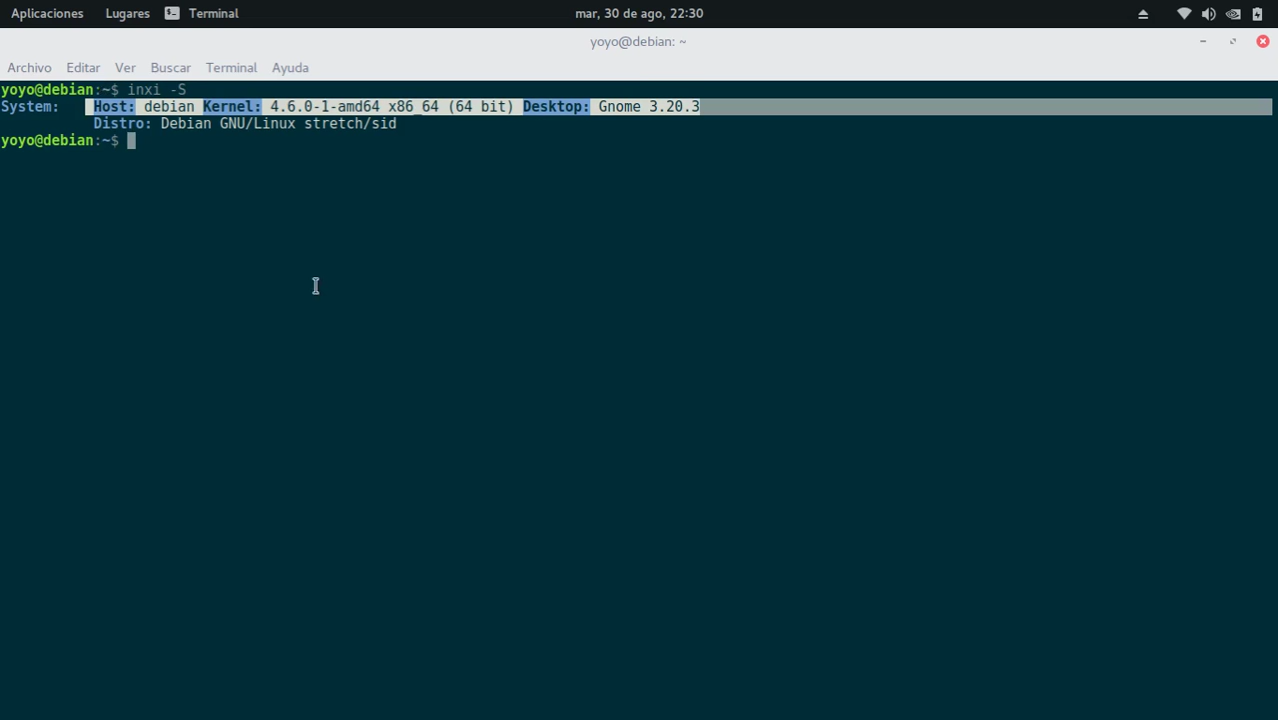 Aplicaciones Lugares Terminal mar, 30 de ago, 22:30
yoyo@debian: ~
Archivo Editar Ver Buscar Terminal Ayuda
yoyo@debian:~$ inxi -S
System: Host: debian Kernel: 4.6.0-1-amd64 x86_64 (64 bit) Desktop: Gnome 3.20.3
Distro: Debian GNU/Linux stretch/sid
yoyo@debian:~$